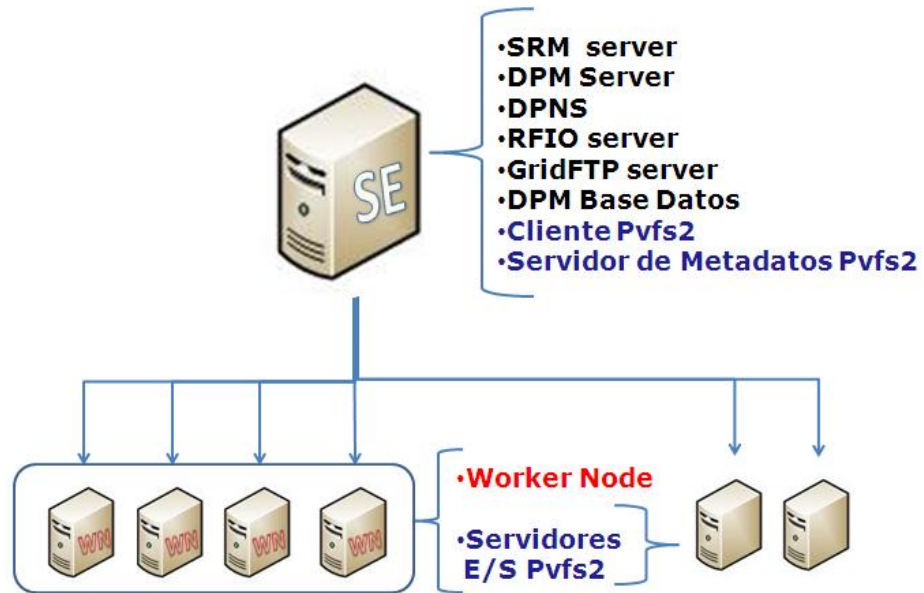 •SRM server
•DPM Server
•DPNS
•RFIO server
•GridFTP server
•DPM Base Datos
•Cliente Pvfs2
•Servidor de Metadatos Pvfs2
SE
•Worker Node
•Servidores
E/S Pvfs2
WN
WN
WN
WN